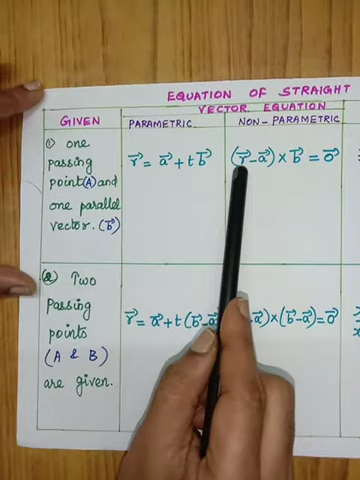 EQUATION OF STRAIGHT
VECTOR EQUATION
GIVEN
PARAMETRIC
NON-PARAMETRIC
① one
passing
point (A) and
one parallel
vector. (b⃗)
r⃗ = a⃗ + t b⃗
(r⃗ - a⃗) × b⃗ = 0⃗
② Two
Passing
points
(A & B)
are given.
r⃗ = a⃗ + t (b⃗ - a⃗)
- a⃗) × (b⃗ - a⃗) = 0⃗